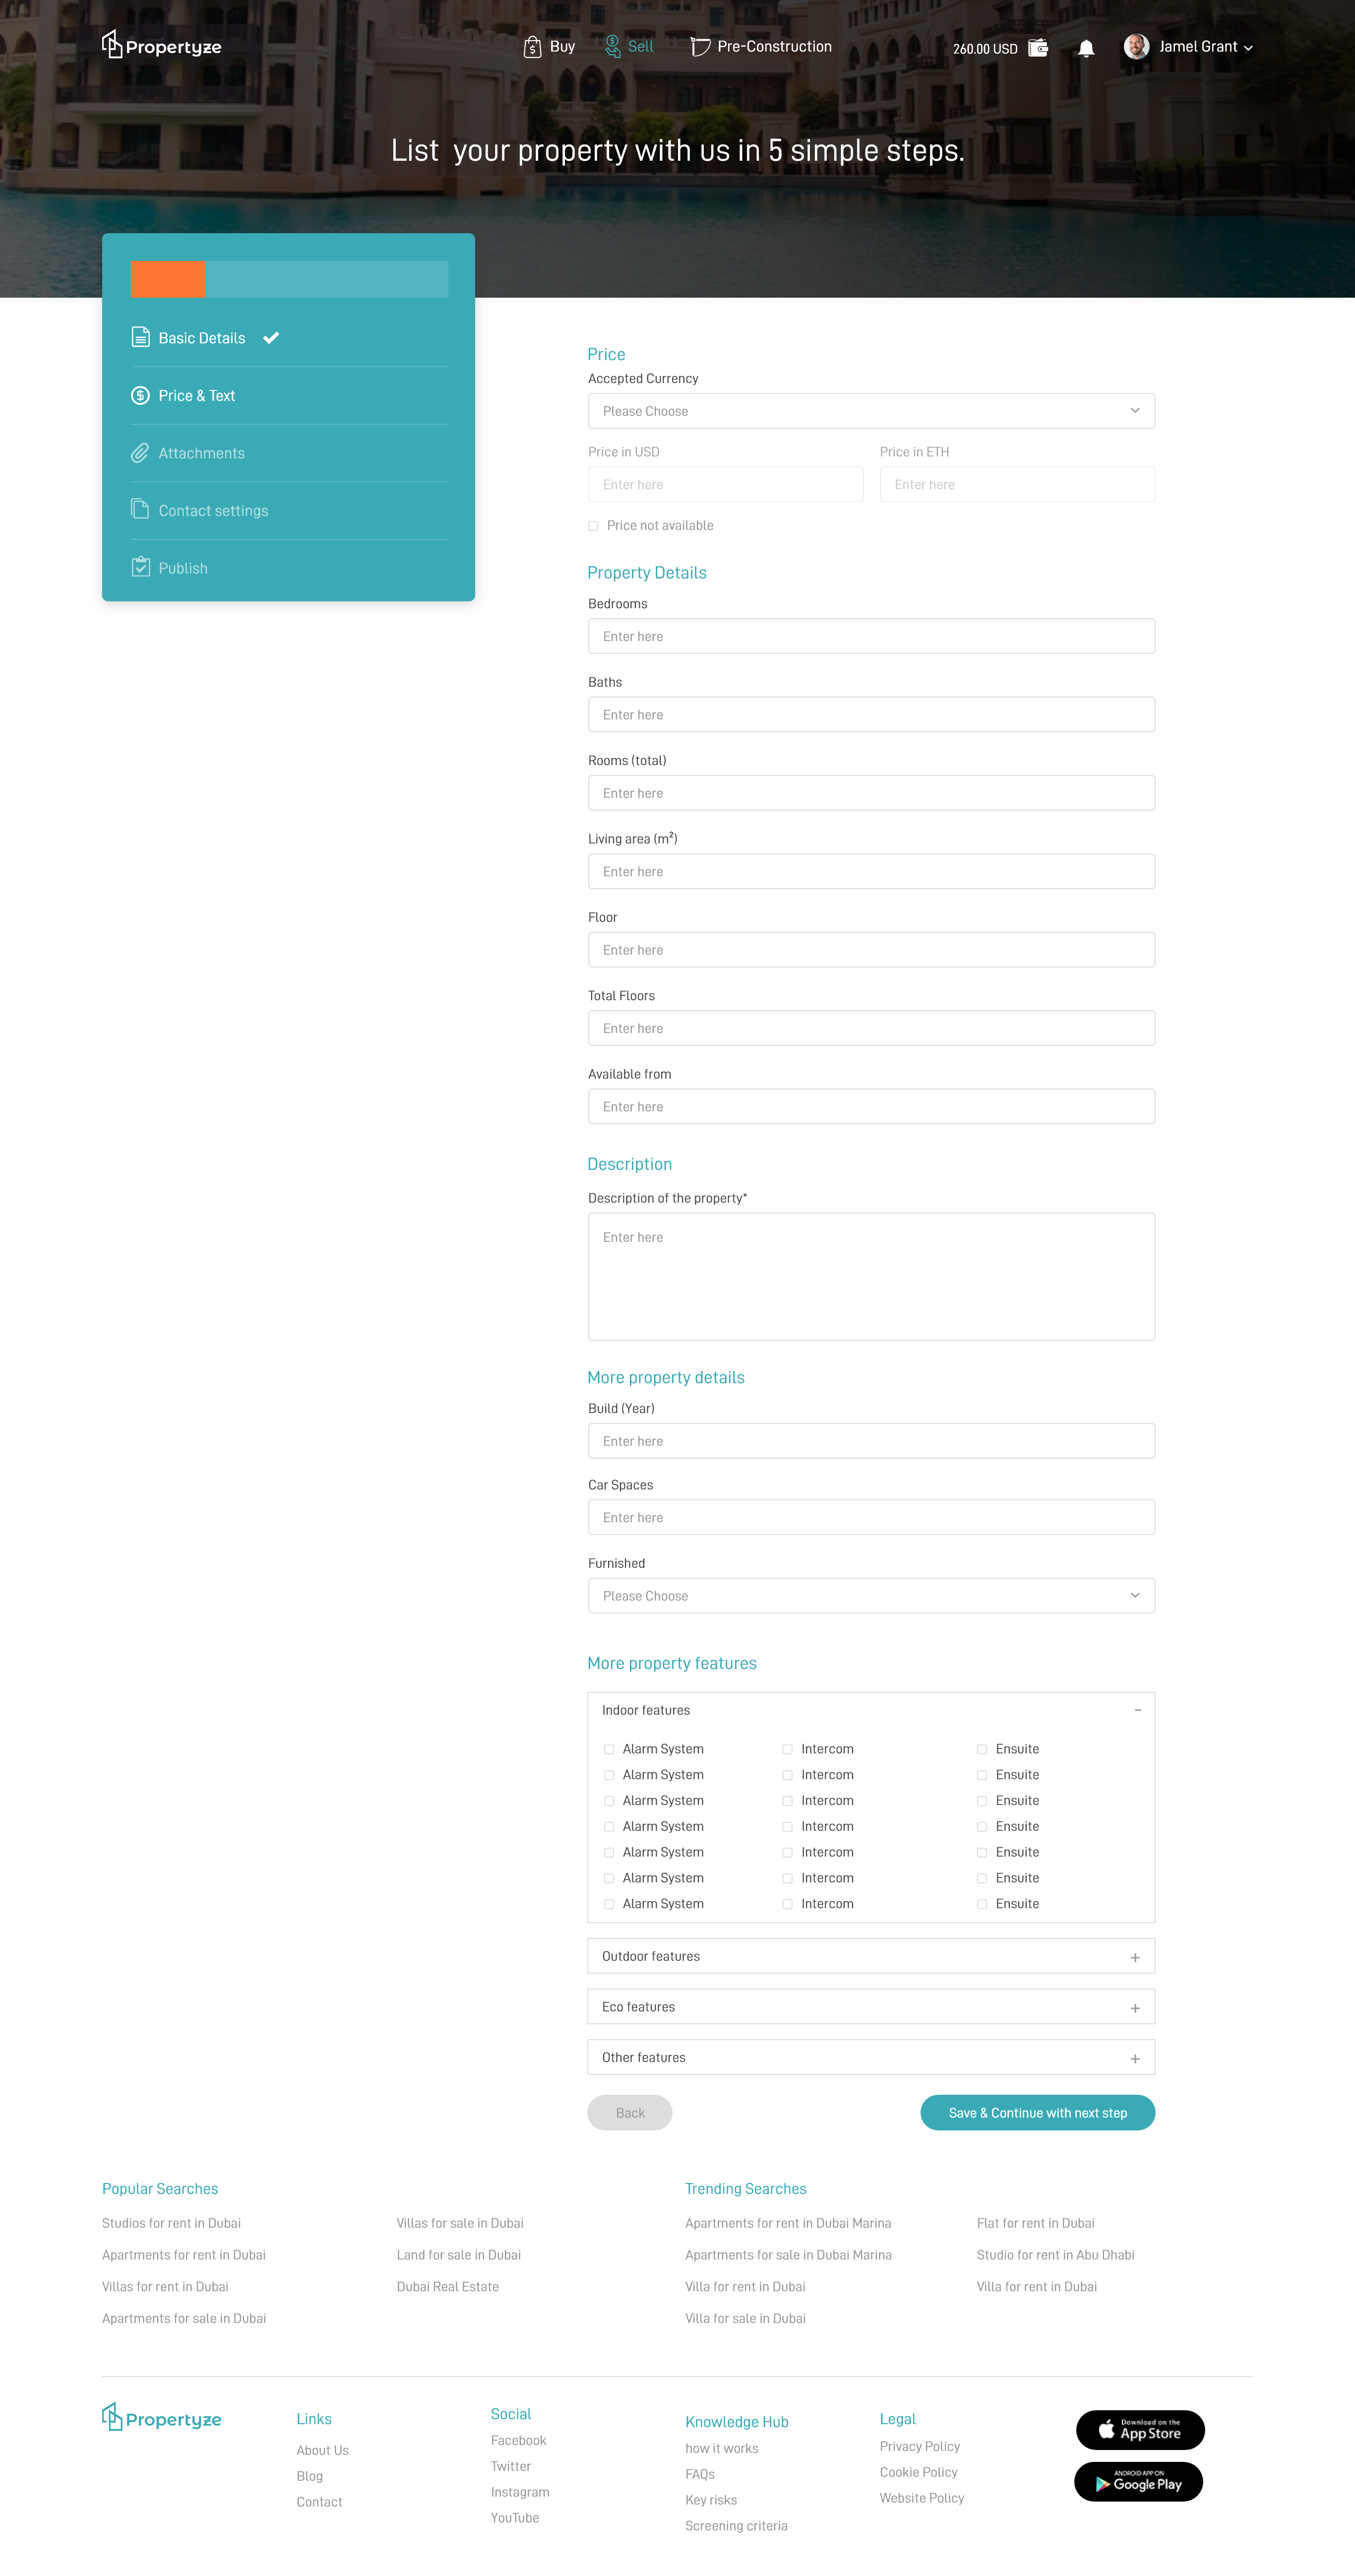 Propertyze
Buy
Sell
Pre-Construction
260.00 USD
Jamel Grant
List your property with us in 5 simple steps.
Basic Details
Price & Text
Attachments
Contact settings
Publish
Price
Accepted Currency
Please Choose
Price in USD Price in ETH
Enter here Enter here
Price not available
Property Details
Bedrooms
Enter here
Baths
Enter here
Rooms (total)
Enter here
Living area (m²)
Enter here
Floor
Enter here
Total Floors
Enter here
Available from
Enter here
Description
Description of the property*
Enter here
More property details
Build (Year)
Enter here
Car Spaces
Enter here
Furnished
Please Choose
More property features
Indoor features
Alarm System Intercom Ensuite
Alarm System Intercom Ensuite
Alarm System Intercom Ensuite
Alarm System Intercom Ensuite
Alarm System Intercom Ensuite
Alarm System Intercom Ensuite
Alarm System Intercom Ensuite
Outdoor features
Eco features
Other features
Back
Save & Continue with next step
Popular Searches
Studios for rent in Dubai
Apartments for rent in Dubai
Villas for rent in Dubai
Apartments for sale in Dubai
Villas for sale in Dubai
Land for sale in Dubai
Dubai Real Estate
Trending Searches
Apartments for rent in Dubai Marina
Apartments for sale in Dubai Marina
Villa for rent in Dubai
Villa for sale in Dubai
Flat for rent in Dubai
Studio for rent in Abu Dhabi
Villa for rent in Dubai
Propertyze
Links
About Us
Blog
Contact
Social
Facebook
Twitter
Instagram
YouTube
Knowledge Hub
how it works
FAQs
Key risks
Screening criteria
Legal
Privacy Policy
Cookie Policy
Website Policy
Download on the
App Store
ANDROID APP ON
Google Play